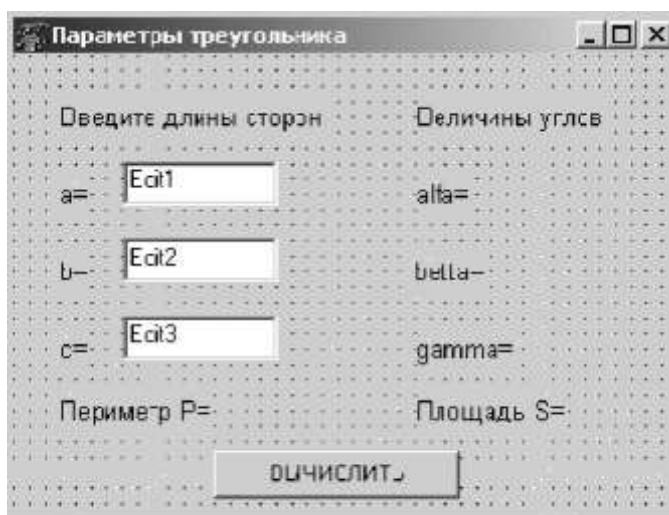 Параметры треугольника
Введите длины сторон Величины углов
a= Edit1 alfa=
b= Edit2 betta=
c= Edit3 gamma=
Периметр P= Площадь S=
ВЫЧИСЛИТЬ